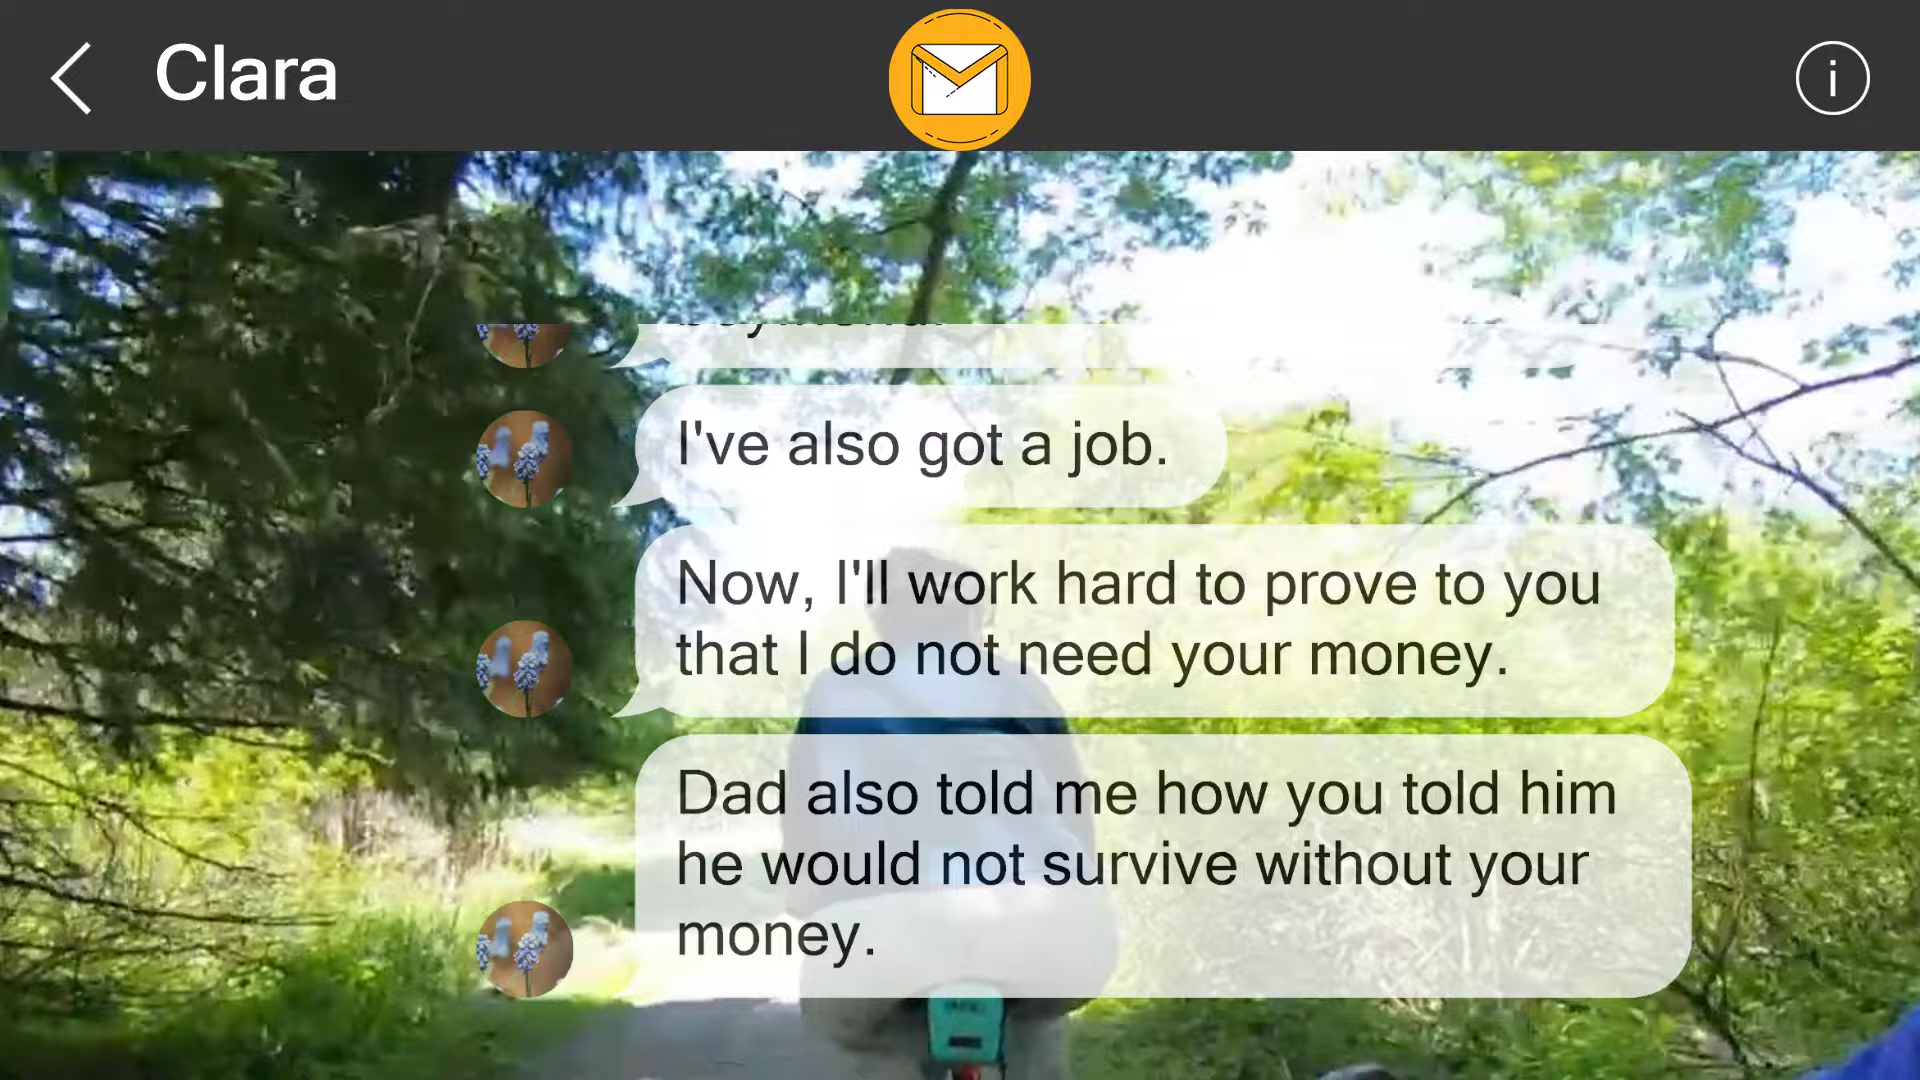 Clara
I've also got a job.
Now, I'll work hard to prove to you
that I do not need your money.
Dad also told me how you told him
he would not survive without your
money.